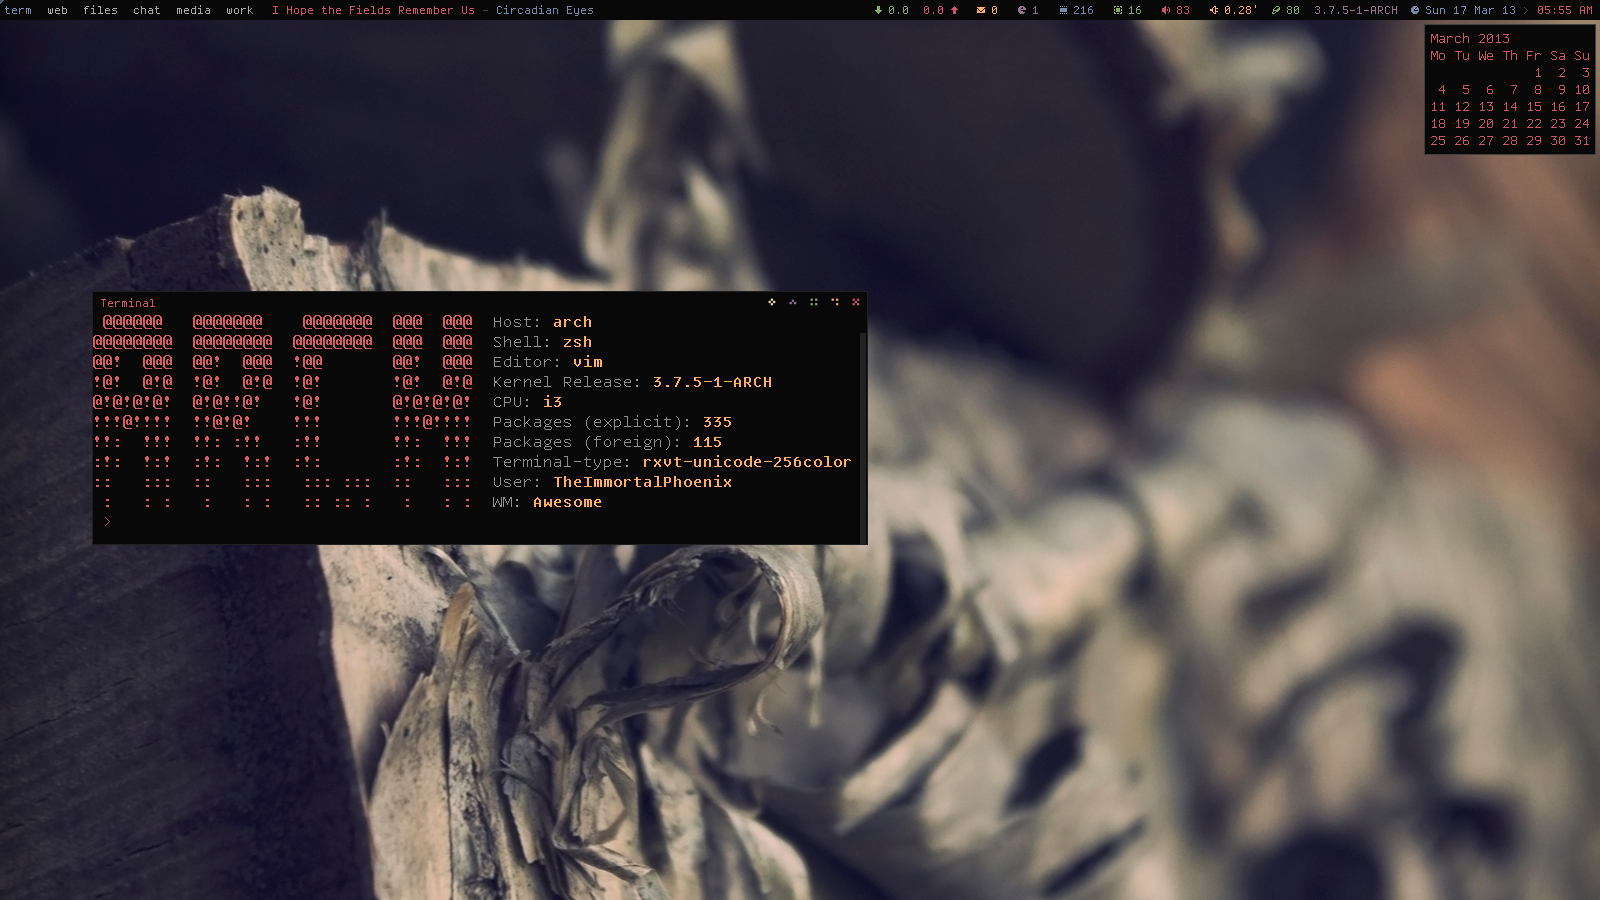 term web files chat media work I Hope the Fields Remember Us - Circadian Eyes 0.0 0.0 0 1 216 16 83 0.28' 80 3.7.5-1-ARCH Sun 17 Mar 13 > 05:55 AM
March 2013
Mo Tu We Th Fr Sa Su
1 2 3
4 5 6 7 8 9 10
11 12 13 14 15 16 17
18 19 20 21 22 23 24
25 26 27 28 29 30 31
Terminal
 @@@@@@   @@@@@@@    @@@@@@@  @@@  @@@  Host: arch
@@@@@@@@  @@@@@@@@  @@@@@@@@  @@@  @@@  Shell: zsh
@@!  @@@  @@!  @@@  !@@       @@!  @@@  Editor: vim
!@!  @!@  !@!  @!@  !@!       !@!  @!@  Kernel Release: 3.7.5-1-ARCH
@!@!@!@!  @!@!!@!   !@!       @!@!@!@!  CPU: i3
!!!@!!!!  !!@!@!    !!!       !!!@!!!!  Packages (explicit): 335
!!:  !!!  !!: :!!   :!!       !!:  !!!  Packages (foreign): 115
:!:  !:!  :!:  !:!  :!:       :!:  !:!  Terminal-type: rxvt-unicode-256color
::   :::  ::   :::   ::: :::  ::   :::  User: TheImmortalPhoenix
 :   : :   :   : :   :: :: :   :   : :  WM: Awesome
>